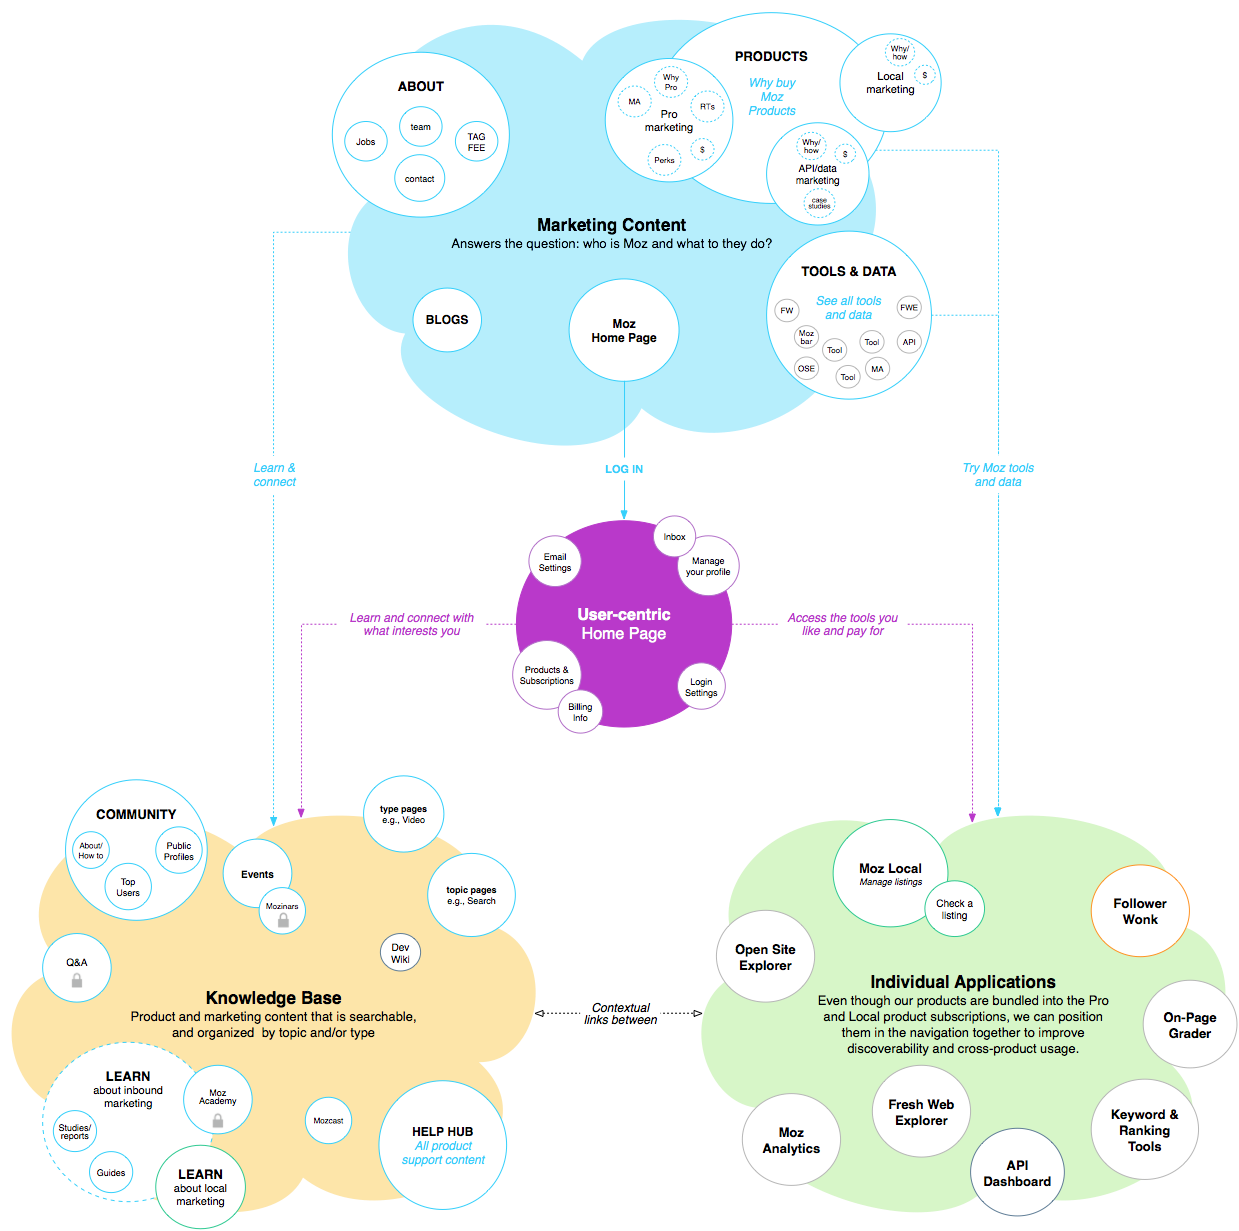 ABOUT
Jobs
team
TAG
FEE
contact
PRODUCTS
Why buy
Moz
Products
Why
Pro
MA
RTs
Pro
marketing
$
Perks
Why/
how
$
Local
marketing
Why/
how
$
API/data
marketing
case
studies
Marketing Content
Answers the question: who is Moz and what to they do?
BLOGS
Moz
Home Page
TOOLS & DATA
See all tools
and data
FW
FWE
Moz
bar
Tool
Tool
API
OSE
Tool
MA
Learn &
connect
LOG IN
Try Moz tools
and data
Inbox
Email
Settings
Manage
your profile
User-centric
Home Page
Learn and connect with
what interests you
Access the tools you
like and pay for
Products &
Subscriptions
Billing
Info
Login
Settings
COMMUNITY
About/
How to
Public
Profiles
Top
Users
Events
Mozinars
type pages
e.g., Video
topic pages
e.g., Search
Dev
Wiki
Q&A
Knowledge Base
Product and marketing content that is searchable,
and organized by topic and/or type
LEARN
about inbound
marketing
Moz
Academy
Studies/
reports
Guides
LEARN
about local
marketing
Mozcast
HELP HUB
All product
support content
Contextual
links between
Moz Local
Manage listings
Check a
listing
Follower
Wonk
Open Site
Explorer
Individual Applications
Even though our products are bundled into the Pro
and Local product subscriptions, we can position
them in the navigation together to improve
discoverability and cross-product usage.
On-Page
Grader
Fresh Web
Explorer
Keyword &
Ranking
Tools
Moz
Analytics
API
Dashboard